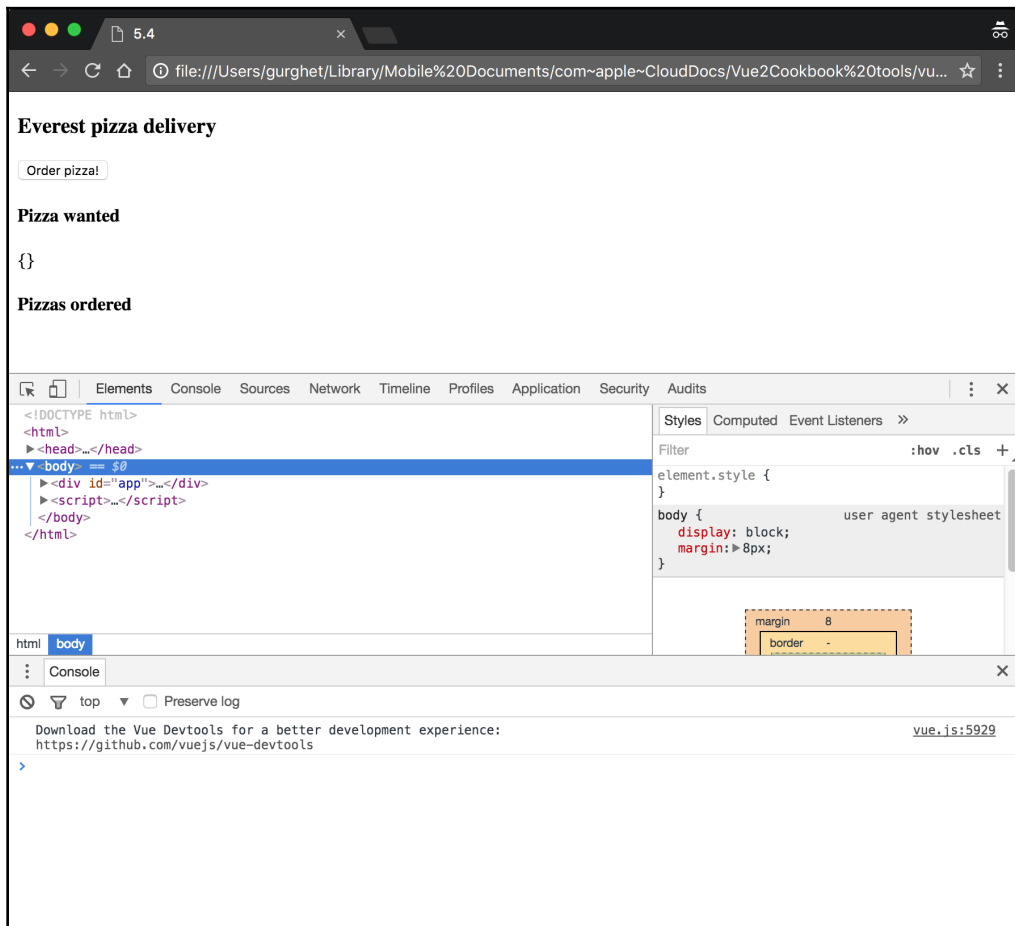 5.4 ×
file:///Users/gurghet/Library/Mobile%20Documents/com~apple~CloudDocs/Vue2Cookbook%20tools/vu...
Everest pizza delivery
Order pizza!
Pizza wanted
{}
Pizzas ordered
Elements Console Sources Network Timeline Profiles Application Security Audits
<!DOCTYPE html>
<html>
▶<head>…</head>
…▼<body> == $0
▶<div id="app">…</div>
▶<script>…</script>
</body>
</html>
html body
Styles Computed Event Listeners »
Filter :hov .cls +
element.style {
}
body { user agent stylesheet
display: block;
margin:▶8px;
}
margin 8
border -
Console
top ▼ Preserve log
Download the Vue Devtools for a better development experience: vue.js:5929
https://github.com/vuejs/vue-devtools
>